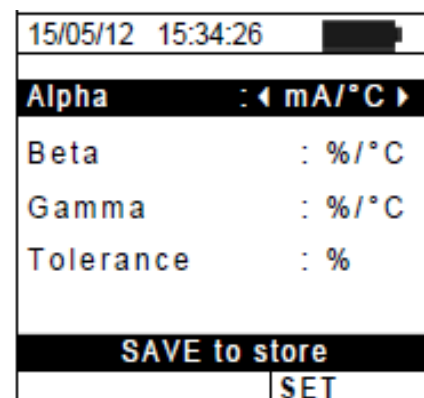 15/05/12 15:34:26
Alpha : ◀ mA/°C ▶
Beta : %/°C
Gamma : %/°C
Tolerance : %
SAVE to store
SET